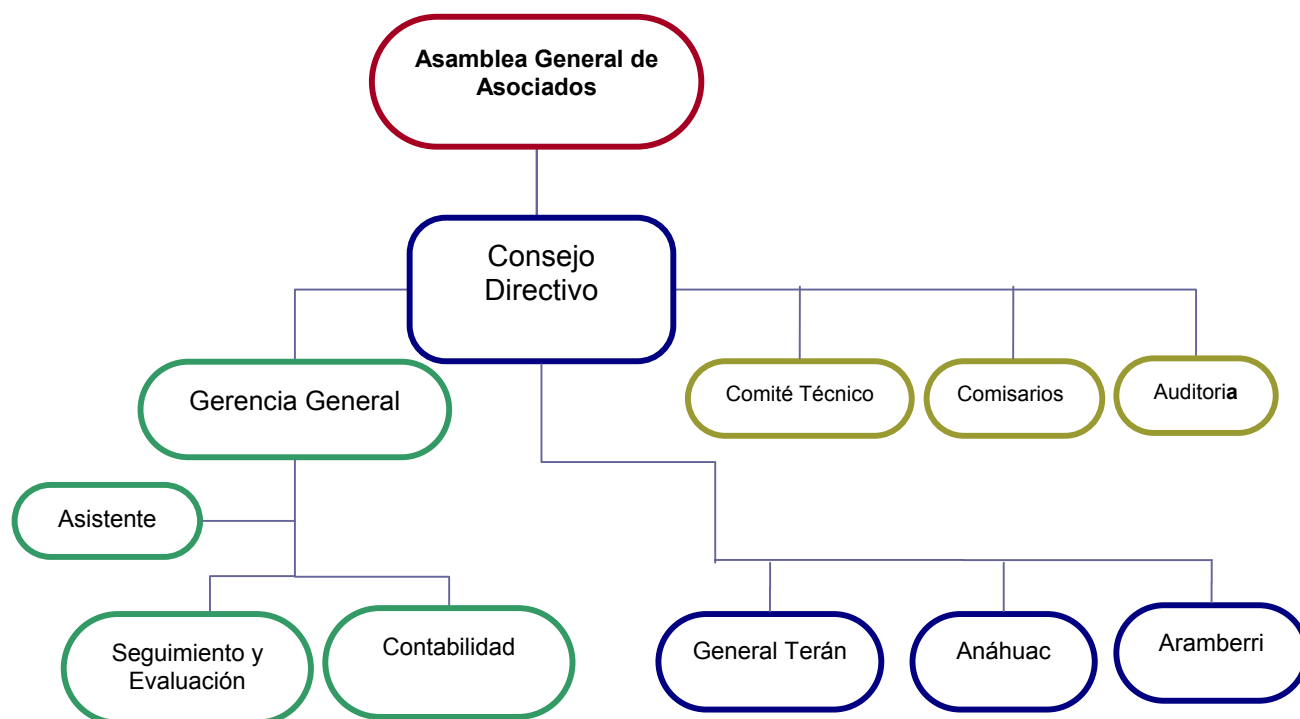 Asamblea General de
Asociados
Consejo
Directivo
Gerencia General
Comité Técnico
Comisarios
Auditoria
Asistente
Seguimiento y
Evaluación
Contabilidad
General Terán
Anáhuac
Aramberri